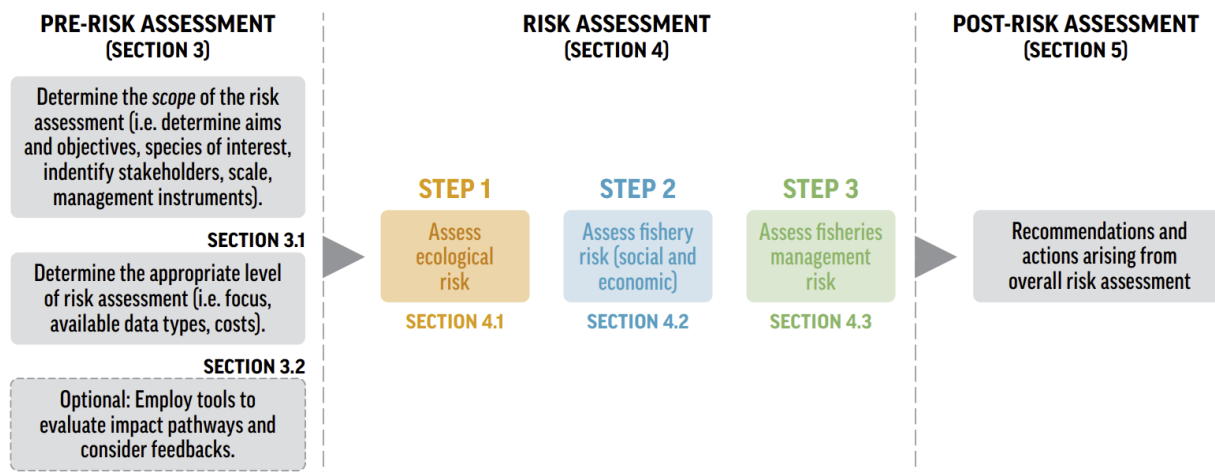 PRE-RISK ASSESSMENT
(SECTION 3)
Determine the scope of the risk
assessment (i.e. determine aims
and objectives, species of interest,
indentify stakeholders, scale,
management instruments).
SECTION 3.1
Determine the appropriate level
of risk assessment (i.e. focus,
available data types, costs).
SECTION 3.2
Optional: Employ tools to
evaluate impact pathways and
consider feedbacks.
RISK ASSESSMENT
(SECTION 4)
STEP 1
Assess
ecological
risk
SECTION 4.1
STEP 2
Assess fishery
risk (social and
economic)
SECTION 4.2
STEP 3
Assess fisheries
management
risk
SECTION 4.3
POST-RISK ASSESSMENT
(SECTION 5)
Recommendations and
actions arising from
overall risk assessment